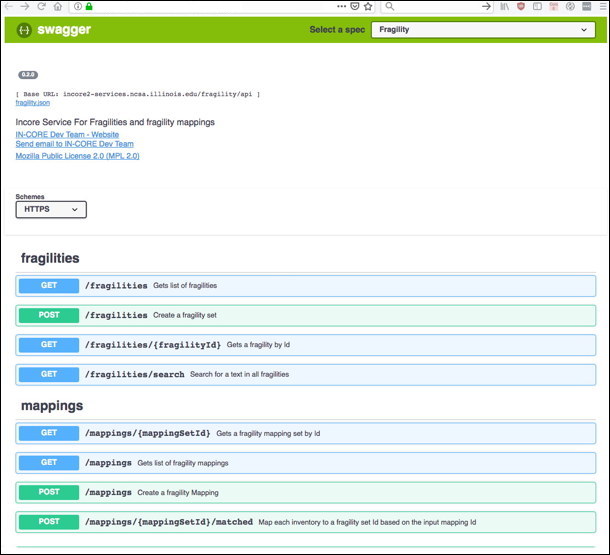 swagger
Select a spec
Fragility
0.2.0
[ Base URL: incore2-services.ncsa.illinois.edu/fragility/api ]
fragility.json
Incore Service For Fragilities and fragility mappings
IN-CORE Dev Team - Website
Send email to IN-CORE Dev Team
Mozilla Public License 2.0 (MPL 2.0)
Schemes
HTTPS
fragilities
GET /fragilities Gets list of fragilities
POST /fragilities Create a fragility set
GET /fragilities/{fragilityId} Gets a fragility by Id
GET /fragilities/search Search for a text in all fragilities
mappings
GET /mappings/{mappingSetId} Gets a fragility mapping set by Id
GET /mappings Gets list of fragility mappings
POST /mappings Create a fragility Mapping
POST /mappings/{mappingSetId}/matched Map each inventory to a fragility set Id based on the input mapping Id